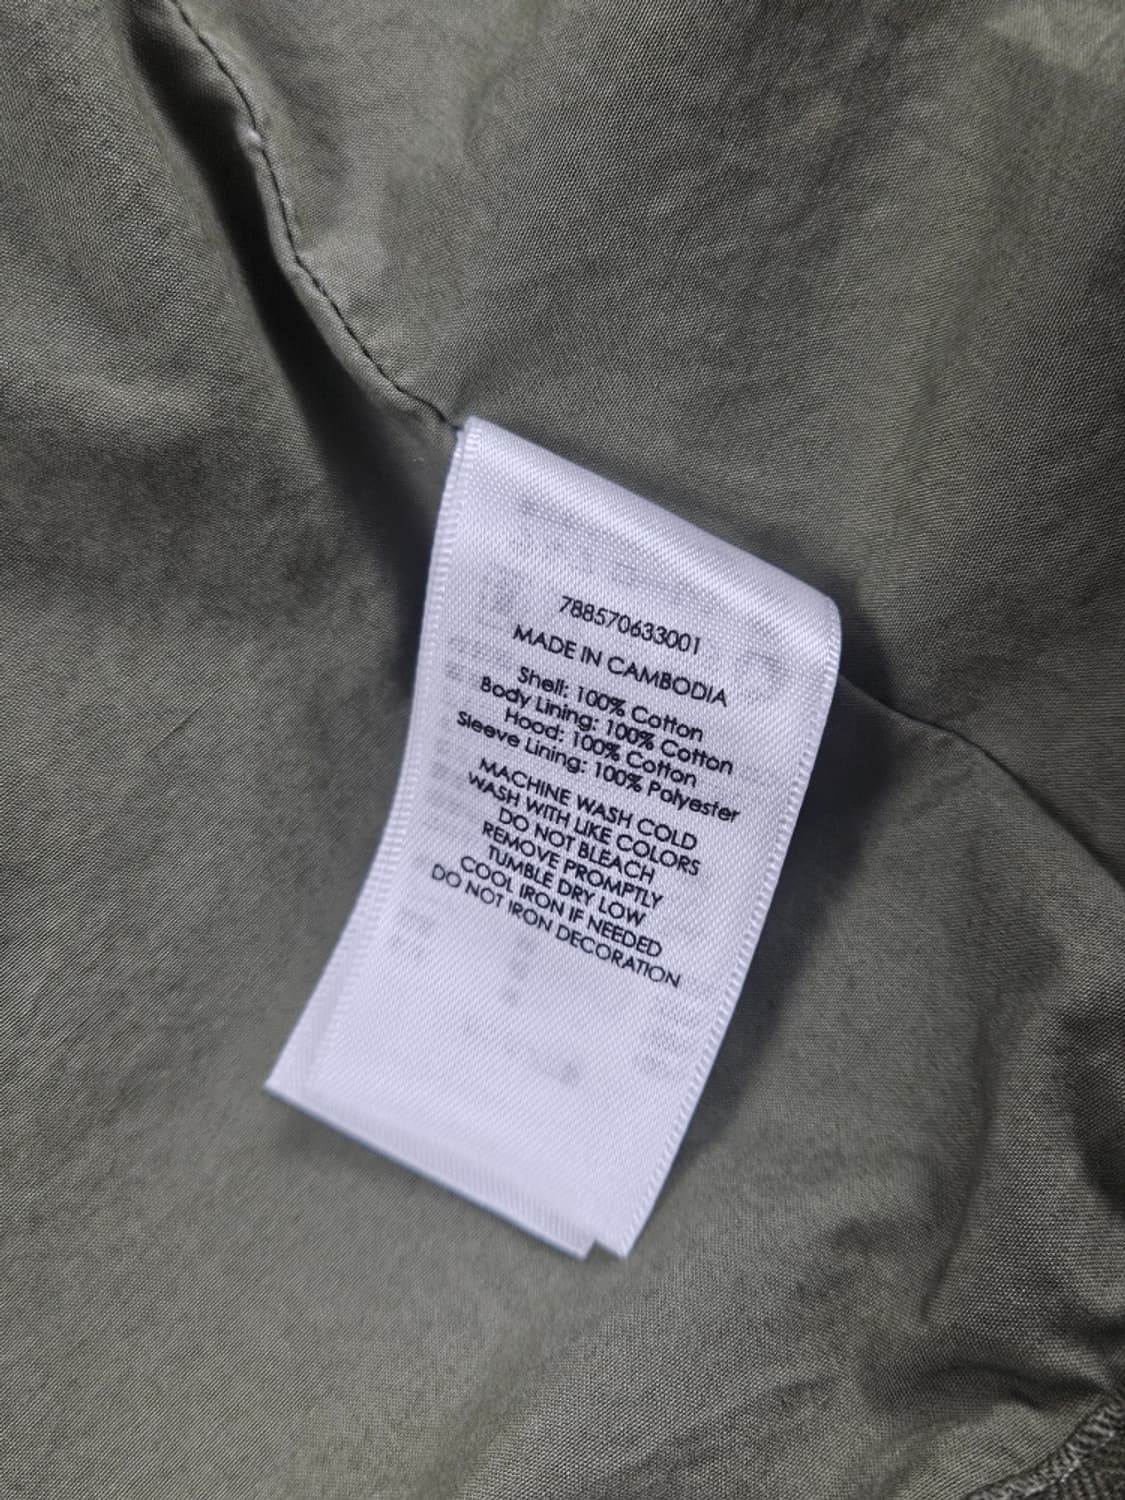 788570633001
MADE IN CAMBODIA
Shell: 100% Cotton
Body Lining: 100% Cotton
Hood: 100% Cotton
Sleeve Lining: 100% Polyester
MACHINE WASH COLD
WASH WITH LIKE COLORS
DO NOT BLEACH
REMOVE PROMPTLY
TUMBLE DRY LOW
COOL IRON IF NEEDED
DO NOT IRON DECORATION